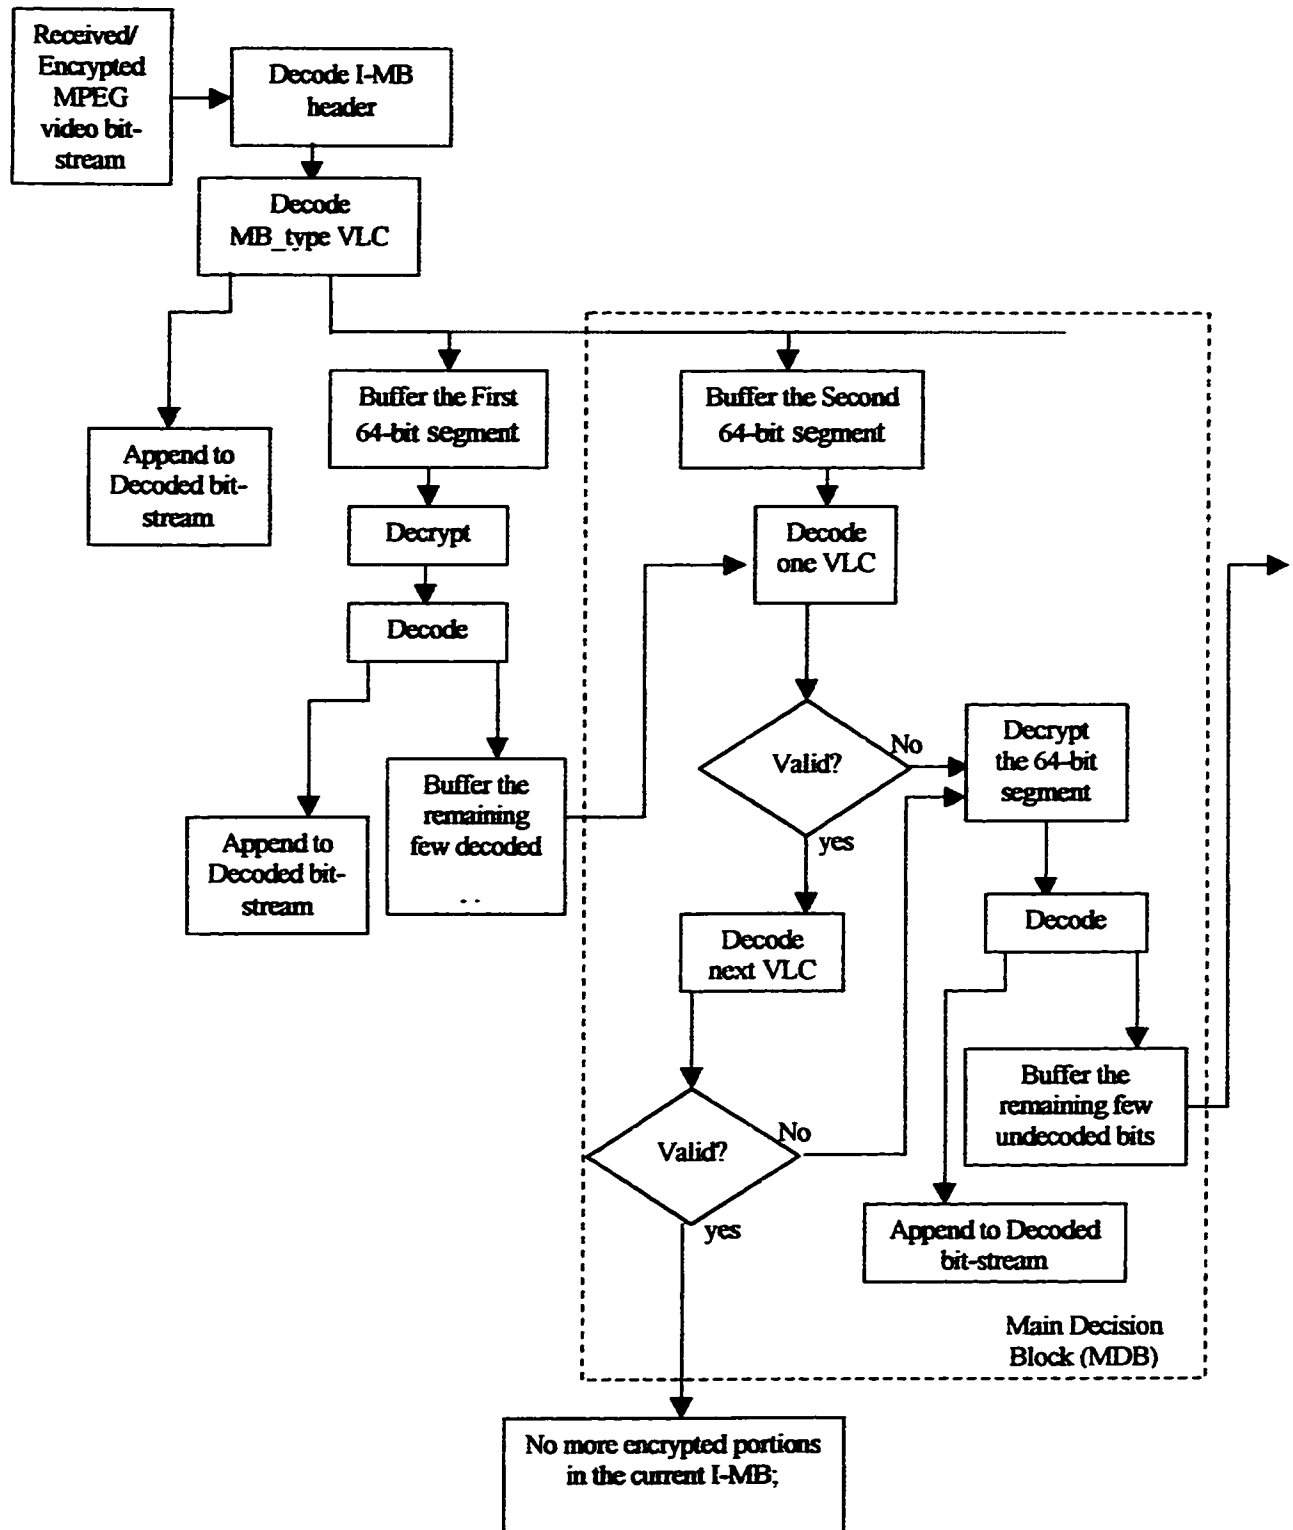 Received/
Encrypted
MPEG
video bit-
stream
Decode I-MB
header
Decode
MB_type VLC
Buffer the First
64-bit segment
Buffer the Second
64-bit segment
Append to
Decoded bit-
stream
Decrypt
Decode
one VLC
Decode
Valid?
No
yes
Decrypt
the 64-bit
segment
Buffer the
remaining
few decoded
Append to
Decoded bit-
stream
Decode
next VLC
Decode
Buffer the
remaining few
undecoded bits
Valid?
No
yes
Append to Decoded
bit-stream
Main Decision
Block (MDB)
No more encrypted portions
in the current I-MB;